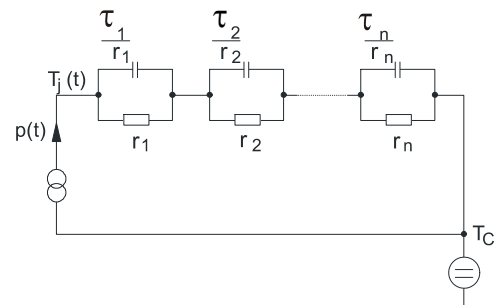 τ1/r1 τ2/r2 τn/rn
Tj(t)
p(t)
r1 r2 rn
TC